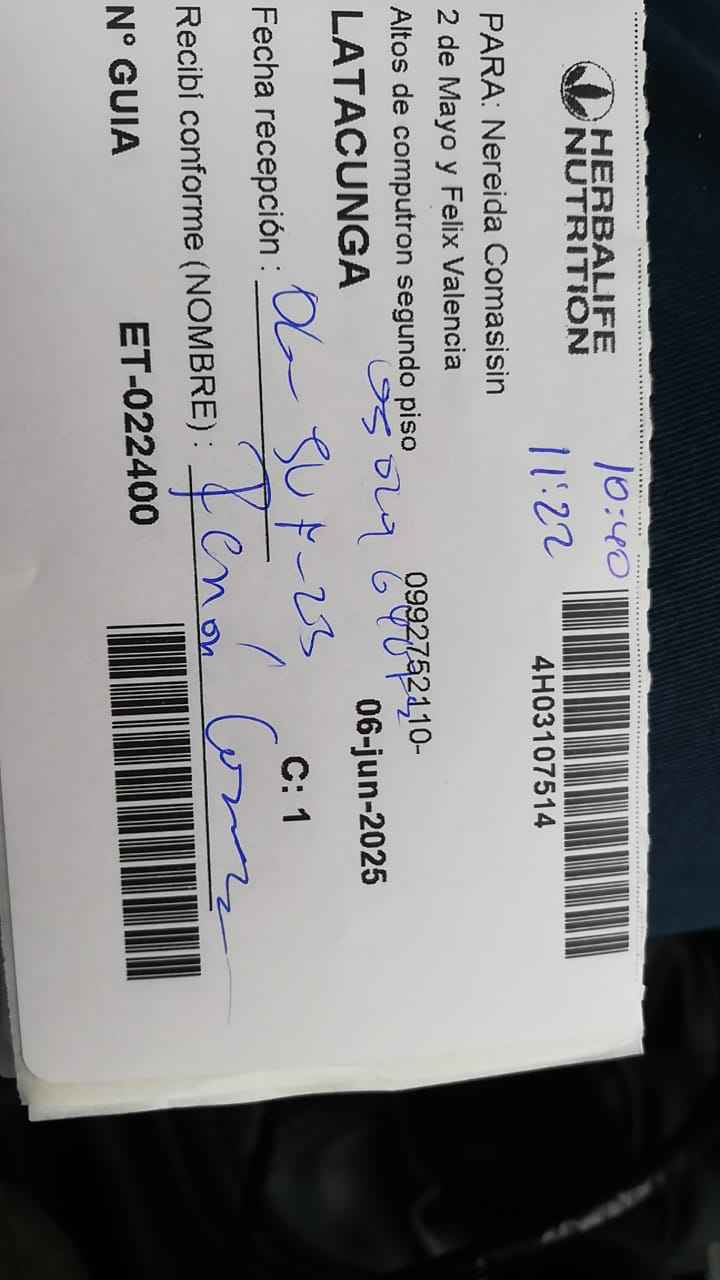 HERBALIFE
NUTRITION
10:40
11:22
4H03107514
PARA: Nereida Comasisin
2 de Mayo y Felix Valencia
Altos de computron segundo piso
0992752110-
LATACUNGA
06-jun-2025
Fecha recepción :
C: 1
Recibí conforme (NOMBRE) :
N° GUIA
ET-022400